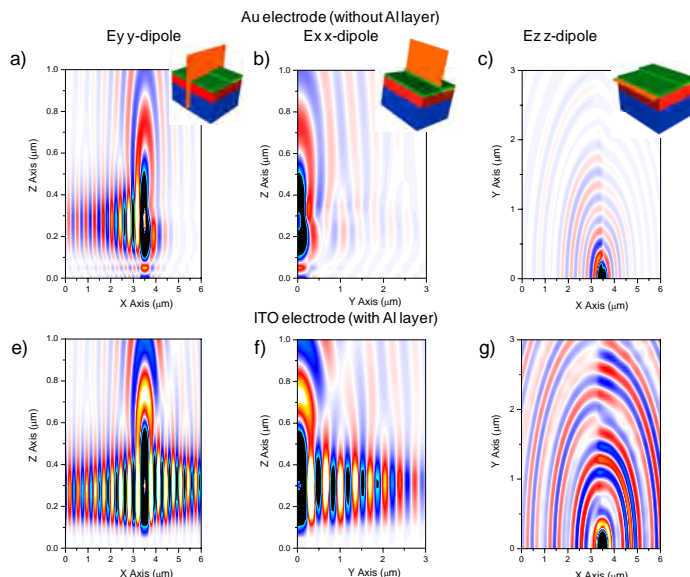 Au electrode (without Al layer)
Ey y-dipole
Ex x-dipole
Ez z-dipole
a)
b)
c)
1.0
0.8
0.6
0.4
0.2
0.0
Z Axis (µm)
0 1 2 3 4 5 6
X Axis (µm)
1.0
0.8
0.6
0.4
0.2
0.0
Z Axis (µm)
0 1 2 3
Y Axis (µm)
3
2
1
0
Y Axis (µm)
0 1 2 3 4 5 6
X Axis (µm)
ITO electrode (with Al layer)
e)
f)
g)
1.0
0.8
0.6
0.4
0.2
0.0
Z Axis (µm)
0 1 2 3 4 5 6
X Axis (µm)
1.0
0.8
0.6
0.4
0.2
0.0
Z Axis (µm)
0 1 2 3
Y Axis (µm)
3
2
1
0
Y Axis (µm)
0 1 2 3 4 5 6
X Axis (µm)